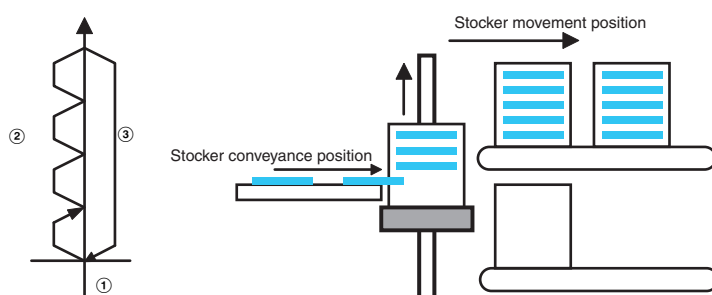 Stocker movement position
②
③
Stocker conveyance position
①